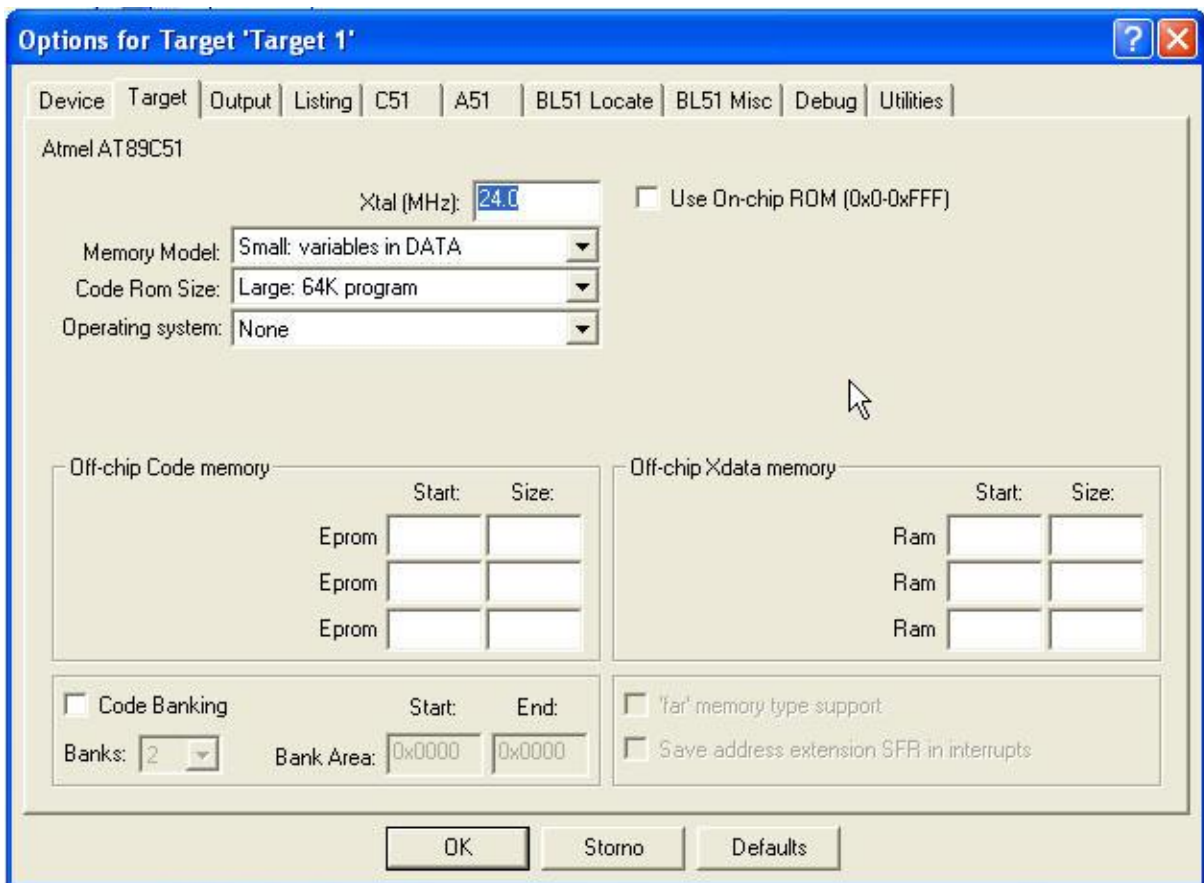 Options for Target 'Target 1'
Device Target Output Listing C51 A51 BL51 Locate BL51 Misc Debug Utilities
Atmel AT89C51
Xtal (MHz): 24.0 Use On-chip ROM (0x0-0xFFF)
Memory Model: Small: variables in DATA
Code Rom Size: Large: 64K program
Operating system: None
Off-chip Code memory Off-chip Xdata memory
Start: Size: Start: Size:
Eprom Ram
Eprom Ram
Eprom Ram
Code Banking Start: End: 'far' memory type support
Banks: 2 Bank Area: 0x0000 0x0000 Save address extension SFR in interrupts
OK Storno Defaults